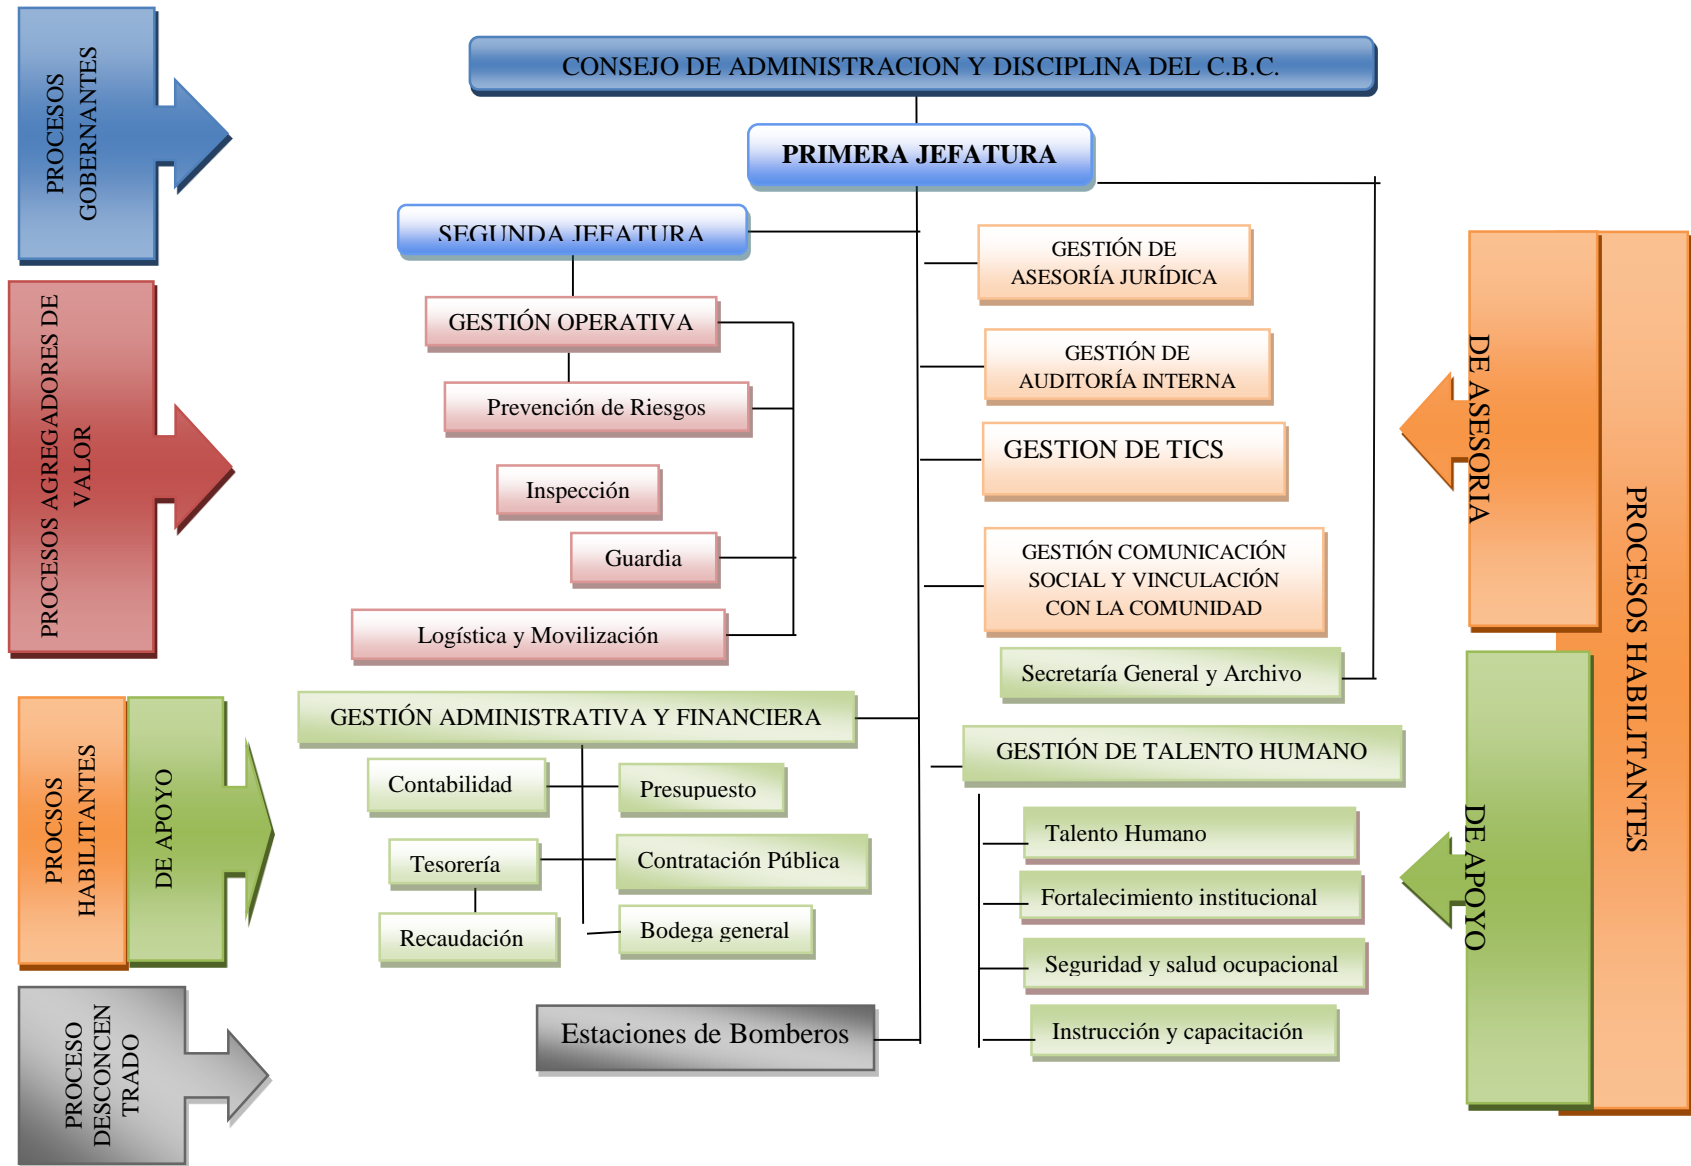 PROCESOS
GOBERNANTES
CONSEJO DE ADMINISTRACION Y DISCIPLINA DEL C.B.C.
PRIMERA JEFATURA
SEGUNDA JEFATURA
GESTIÓN DE
ASESORÍA JURÍDICA
PROCESOS AGREGADORES DE
VALOR
GESTIÓN OPERATIVA
GESTIÓN DE
AUDITORÍA INTERNA
Prevención de Riesgos
GESTION DE TICS
Inspección
Guardia
GESTIÓN COMUNICACIÓN
SOCIAL Y VINCULACIÓN
CON LA COMUNIDAD
Logística y Movilización
Secretaría General y Archivo
DE ASESORIA
PROCESOS HABILITANTES
PROCSOS
HABILITANTES
DE APOYO
GESTIÓN ADMINISTRATIVA Y FINANCIERA
GESTIÓN DE TALENTO HUMANO
Contabilidad
Presupuesto
Talento Humano
Tesorería
Contratación Pública
Fortalecimiento institucional
Recaudación
Bodega general
Seguridad y salud ocupacional
Instrucción y capacitación
DE APOYO
PROCESO
DESCONCEN
TRADO
Estaciones de Bomberos